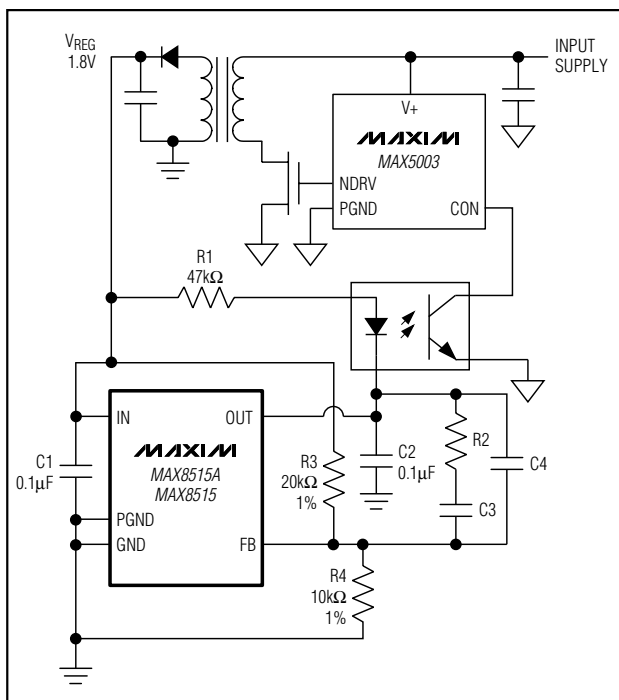 VREG
1.8V
INPUT
SUPPLY
V+
MAXIM
MAX5003
NDRV
PGND
CON
R1
47kΩ
IN
OUT
MAXIM
MAX8515A
MAX8515
PGND
GND
FB
C1
0.1µF
R3
20kΩ
1%
C2
0.1µF
R2
C4
C3
R4
10kΩ
1%